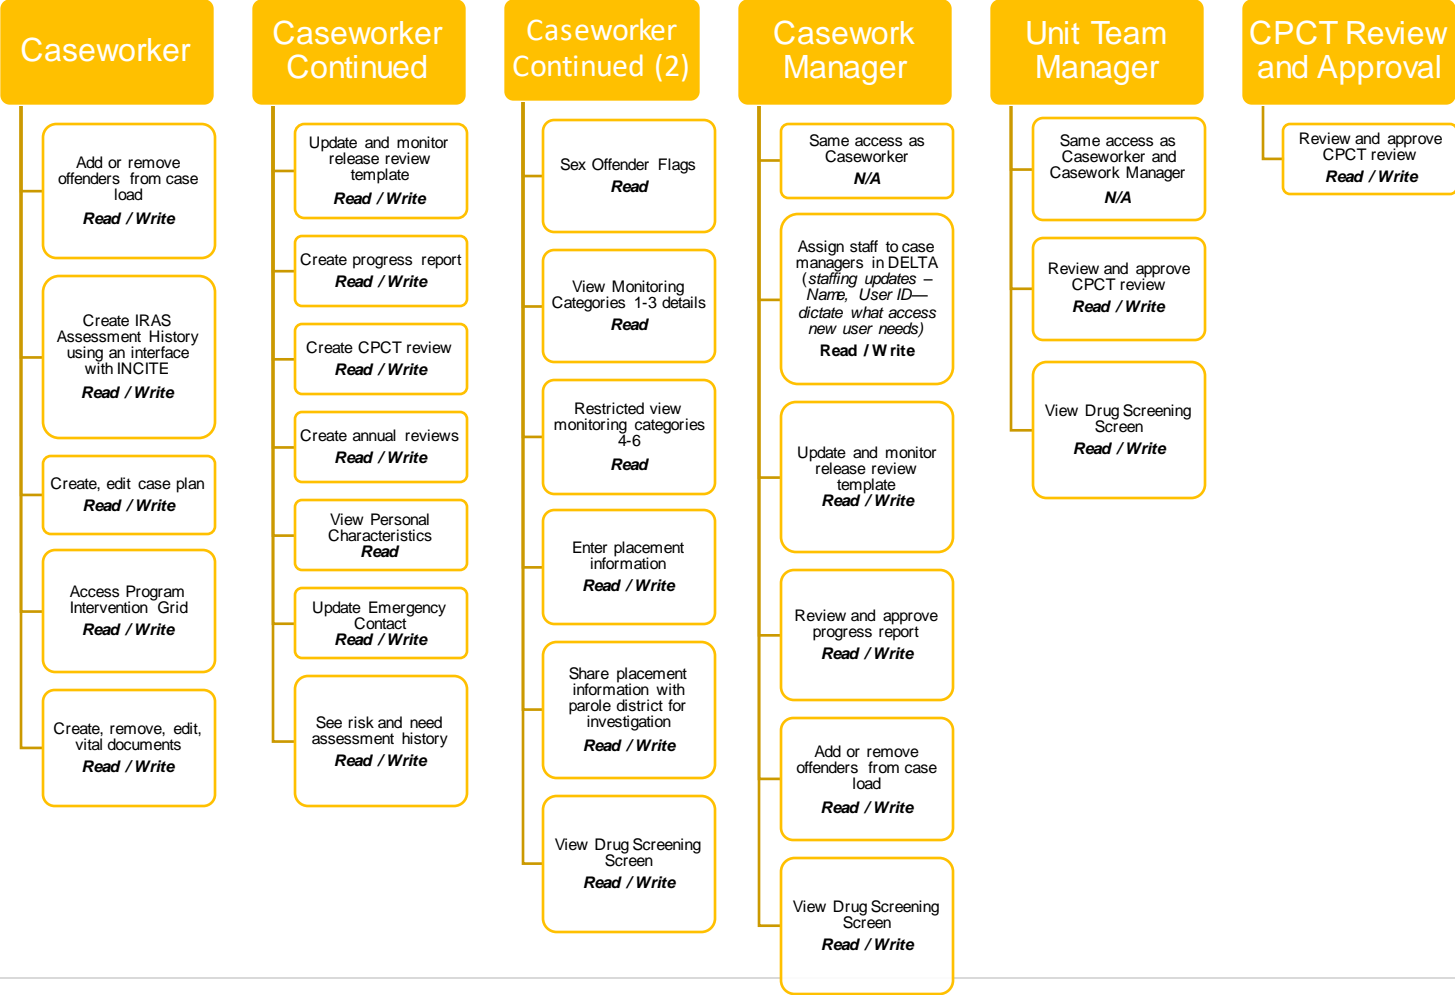 Caseworker
Add or remove
offenders from case
load
Read / Write
Create IRAS
Assessment History
using an interface
with INCITE
Read / Write
Create, edit case plan
Read / Write
Access Program
Intervention Grid
Read / Write
Create, remove, edit,
vital documents
Read / Write
Caseworker
Continued
Update and monitor
release review
template
Read / Write
Create progress report
Read / Write
Create CPCT review
Read / Write
Create annual reviews
Read / Write
View Personal
Characteristics
Read
Update Emergency
Contact
Read / Write
See risk and need
assessment history
Read / Write
Caseworker
Continued (2)
Sex Offender Flags
Read
View Monitoring
Categories 1-3 details
Read
Restricted view
monitoring categories
4-6
Read
Enter placement
information
Read / Write
Share placement
information with
parole district for
investigation
Read / Write
View Drug Screening
Screen
Read / Write
Casework
Manager
Same access as
Caseworker
N/A
Assign staff to case
managers in DELTA
(staffing updates –
Name, User ID—
dictate what access
new user needs)
Read / Write
Update and monitor
release review
template
Read / Write
Review and approve
progress report
Read / Write
Add or remove
offenders from case
load
Read / Write
View Drug Screening
Screen
Read / Write
Unit Team
Manager
Same access as
Caseworker and
Casework Manager
N/A
Review and approve
CPCT review
Read / Write
View Drug Screening
Screen
Read / Write
CPCT Review
and Approval
Review and approve
CPCT review
Read / Write